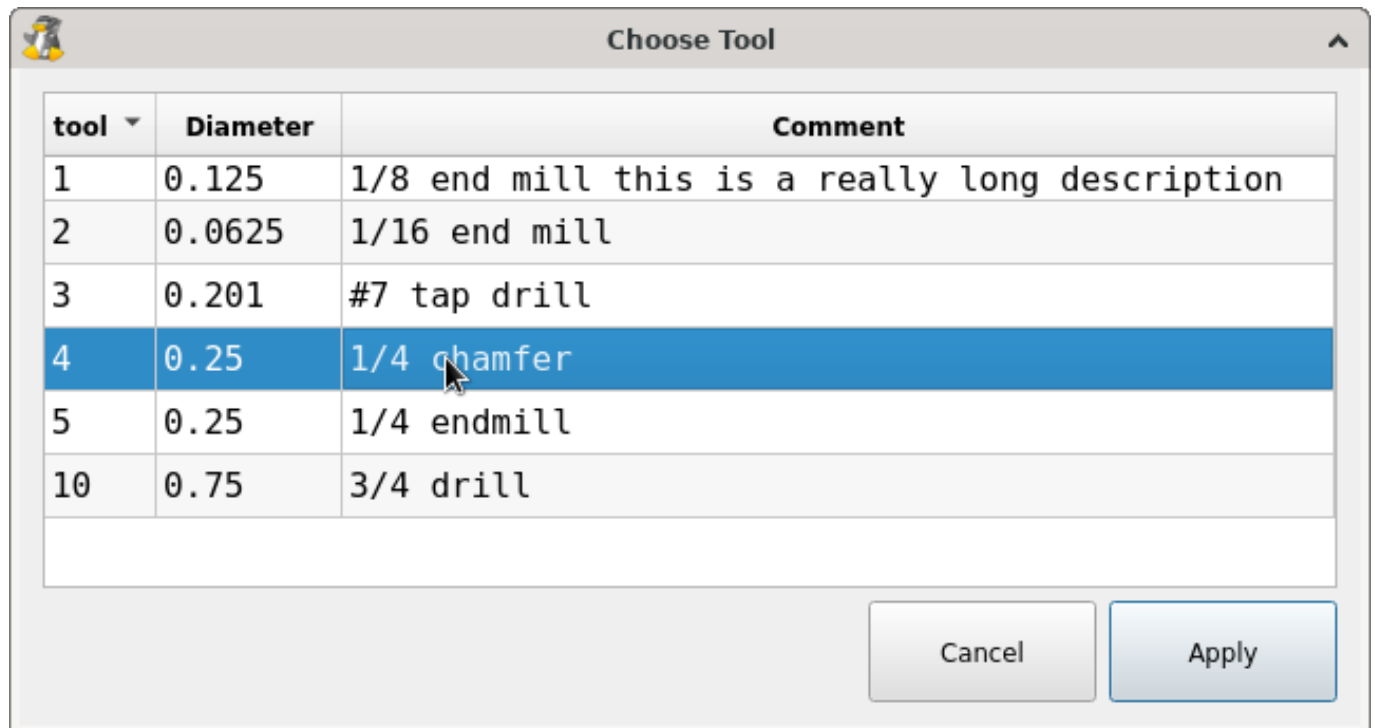 Choose Tool
tool Diameter Comment
1 0.125 1/8 end mill this is a really long description
2 0.0625 1/16 end mill
3 0.201 #7 tap drill
4 0.25 1/4 chamfer
5 0.25 1/4 endmill
10 0.75 3/4 drill
Cancel Apply